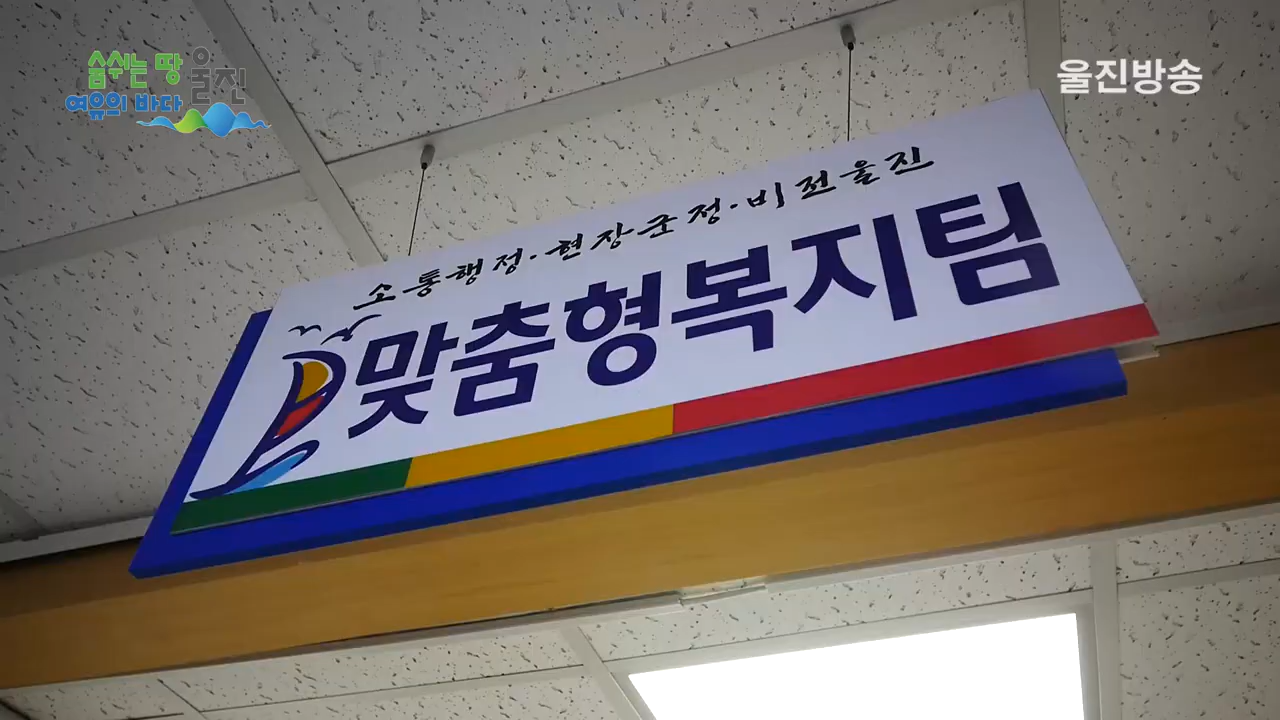 숨쉬는 땅 울진
여유의 바다
울진방송
소통행정·현장군정·비전울진
맞춤형복지팀